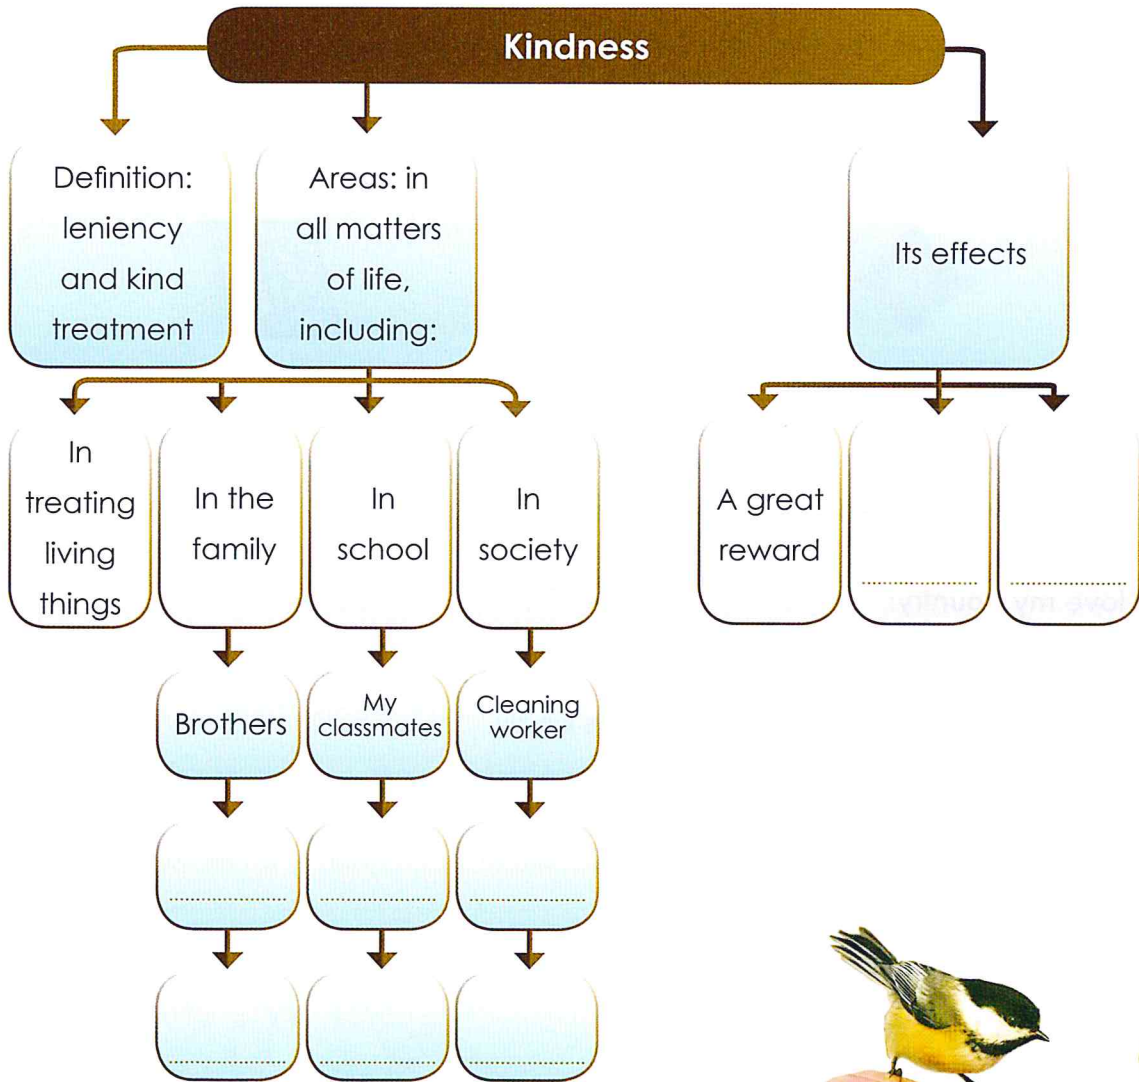 Kindness
Definition:
leniency
and kind
treatment
Areas: in
all matters
of life,
including:
Its effects
In
treating
living
things
In the
family
In
school
In
society
A great
reward
Brothers
My
classmates
Cleaning
worker